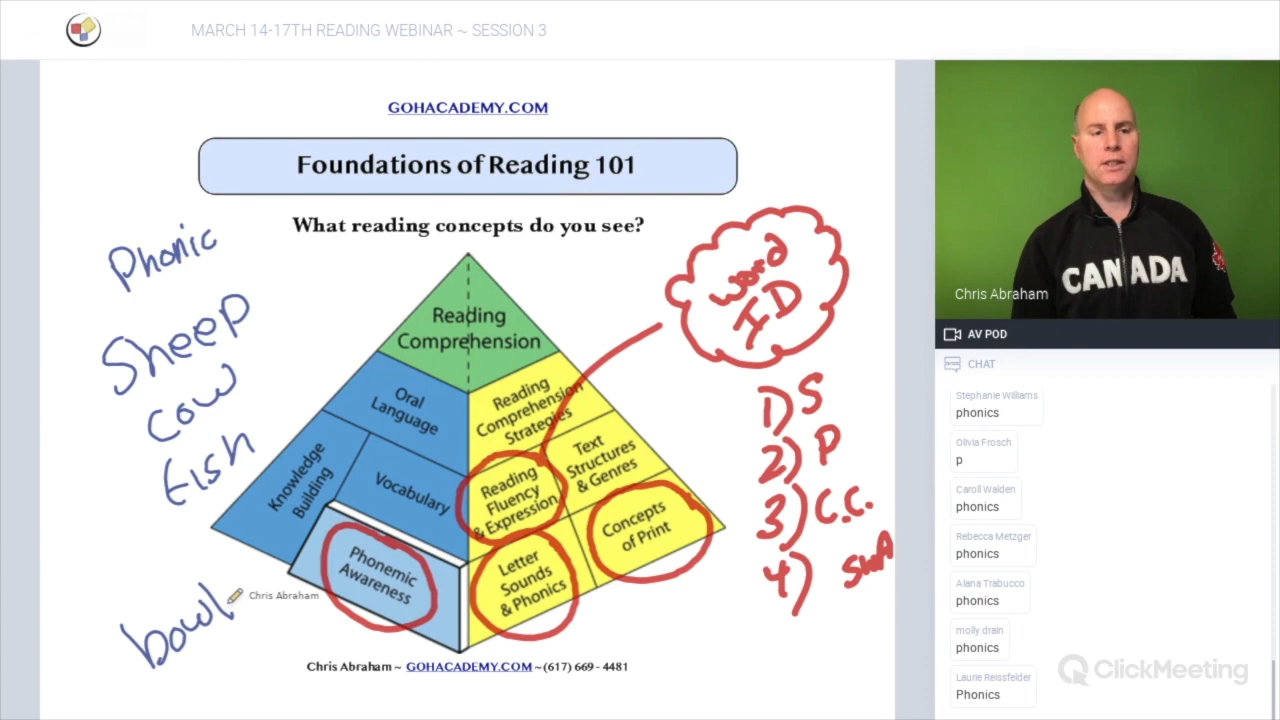 MARCH 14-17TH READING WEBINAR ~ SESSION 3
GOHACADEMY.COM
Foundations of Reading 101
What reading concepts do you see?
Phonic
Sheep
cow
fish
bowl
Chris Abraham
Reading
Comprehension
Oral
Language
Reading
Comprehension
Strategies
Knowledge
Building
Vocabulary
Reading
Fluency
& Expression
Text
Structures
& Genres
Phonemic
Awareness
Letter
Sounds
& Phonics
Concepts
of Print
word
ID
1) S
2) P
3) C.C.
4)
Chris Abraham ~ GOHACADEMY.COM ~ (617) 669 - 4481
CANADA
Chris Abraham
AV POD
CHAT
Stephanie Williams
phonics
Olivia Frosch
p
Caroll Walden
phonics
Rebecca Metzger
phonics
Alana Trabucco
phonics
molly drain
phonics
Laurie Reissfelder
Phonics
ClickMeeting